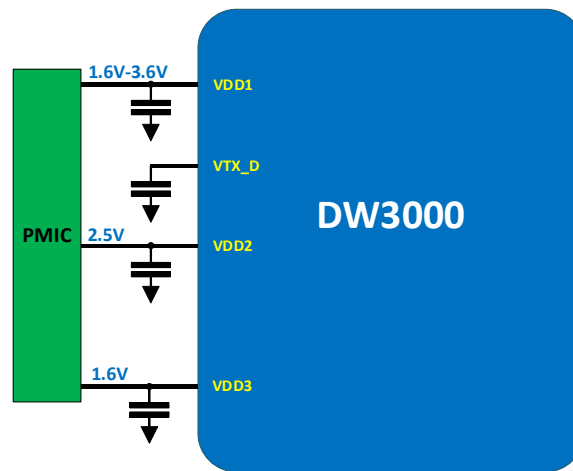 1.6V-3.6V
VDD1
VTX_D
DW3000
PMIC
2.5V
VDD2
1.6V
VDD3